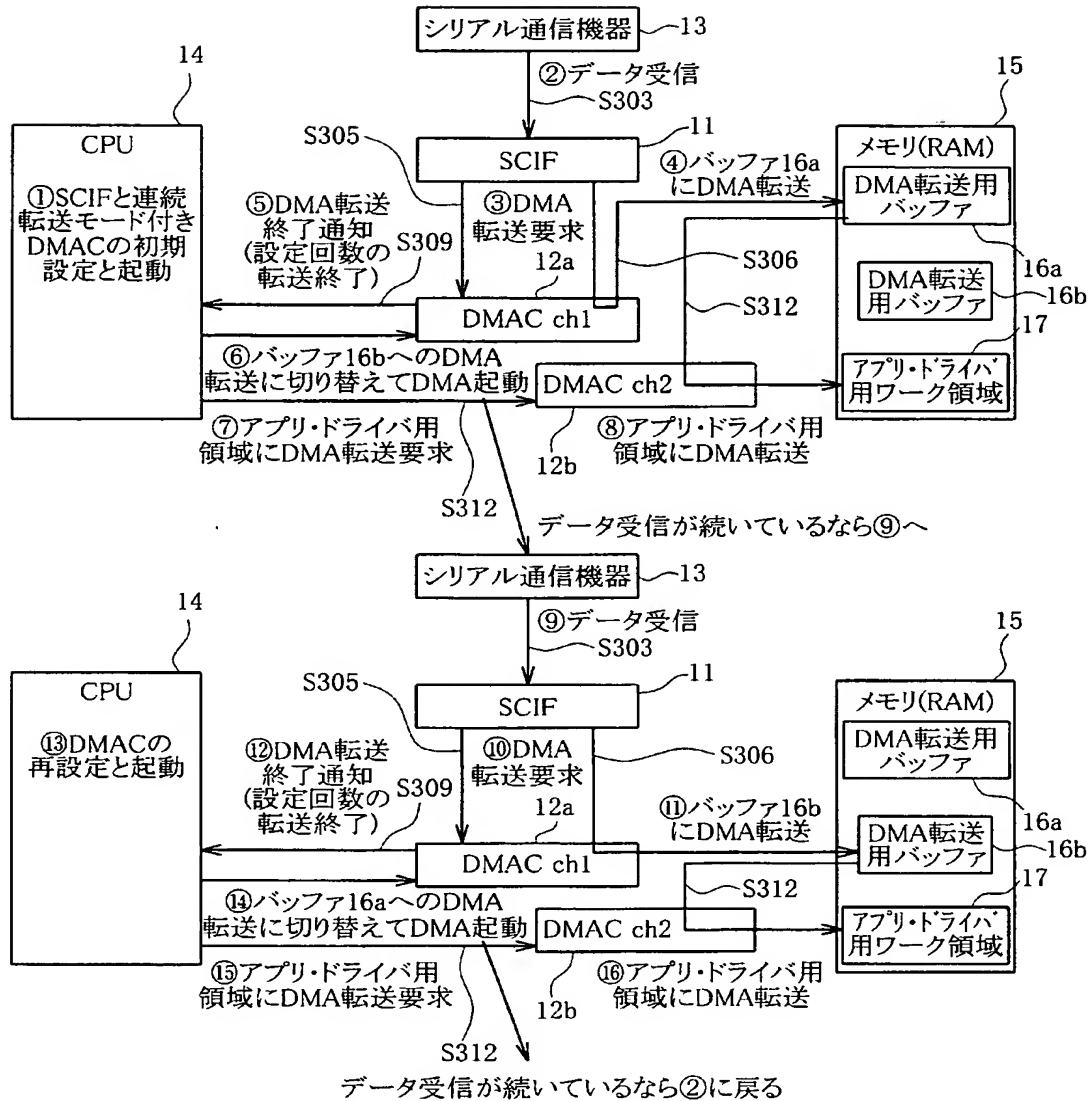 シリアル通信機器
13
②データ受信
S303
14
CPU
①SCIFと連続
転送モード付き
DMACの初期
設定と起動
S305
11
SCIF
⑤DMA転送
終了通知
(設定回数の
転送終了)
S309
③DMA
転送要求
12a
DMAC ch1
④バッファ16a
にDMA転送
S306
S312
15
メモリ(RAM)
DMA転送用
バッファ
16a
DMA転送
用バッファ
16b
17
アプリ・ドライバ
用ワーク領域
⑥バッファ16bへのDMA
転送に切り替えてDMA起動
DMAC ch2
⑦アプリ・ドライバ用
領域にDMA転送要求
12b
⑧アプリ・ドライバ用
領域にDMA転送
S312
データ受信が続いているなら⑨へ
シリアル通信機器
13
⑨データ受信
S303
14
CPU
⑬DMACの
再設定と起動
S305
11
SCIF
⑫DMA転送
終了通知
(設定回数の
転送終了)
S309
⑩DMA
転送要求
12a
DMAC ch1
S306
⑪バッファ16b
にDMA転送
S312
15
メモリ(RAM)
DMA転送用
バッファ
16a
DMA転送
用バッファ
16b
17
アプリ・ドライバ
用ワーク領域
⑭バッファ16aへのDMA
転送に切り替えてDMA起動
DMAC ch2
⑮アプリ・ドライバ用
領域にDMA転送要求
12b
⑯アプリ・ドライバ用
領域にDMA転送
S312
データ受信が続いているなら②に戻る